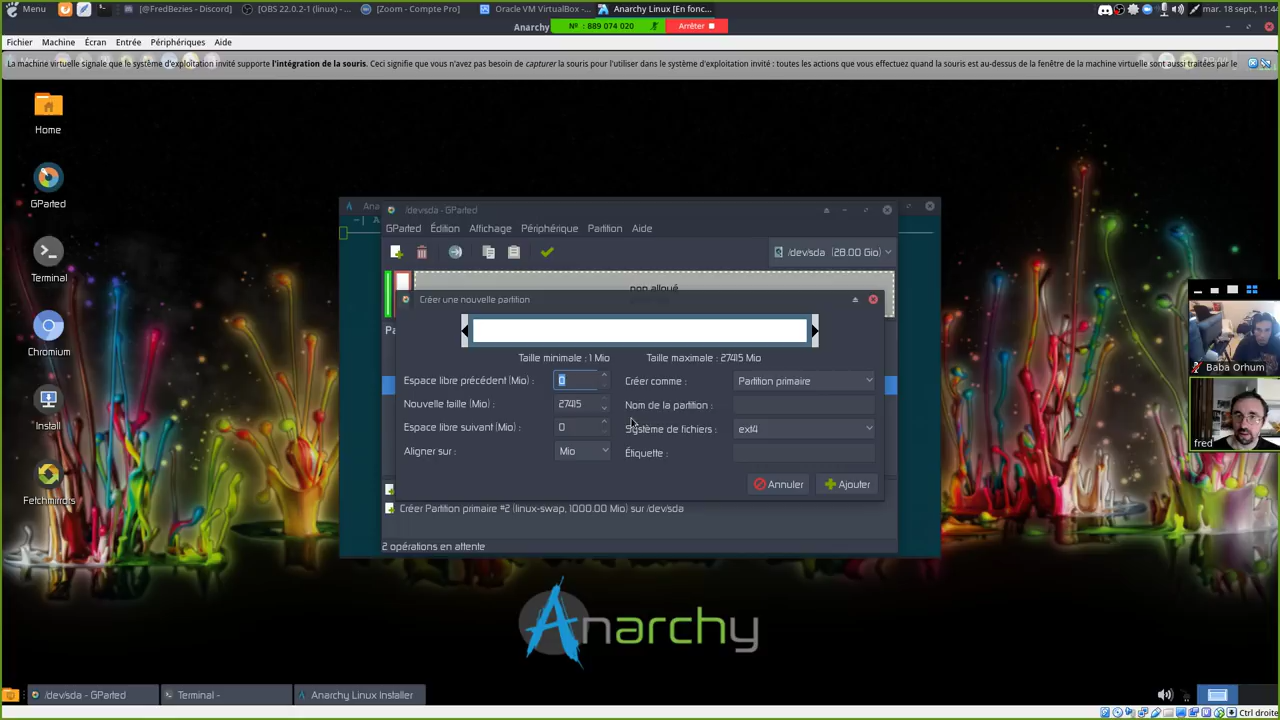 Menu
[@FredBezies - Discord]
[OBS 22.0.2-1 (linux) - ...
[Zoom - Compte Pro]
Oracle VM VirtualBox ...
Anarchy Linux [En fonc...
mar. 18 sept., 11:4
Anarchy
N° : 889 074 020
Arrêter
Fichier Machine Écran Entrée Périphériques Aide
La machine virtuelle signale que le système d'exploitation invité supporte l'intégration de la souris. Ceci signifie que vous n'avez pas besoin de capturer la souris pour l'utiliser dans le système d'exploitation invité : toutes les actions que vous effectuez quand la souris est au-dessus de la fenêtre de la machine virtuelle sont aussi traitées par le
Home
GParted
Terminal
Chromium
Install
Fetchmirrors
Ana
/dev/sda - GParted
GParted Édition Affichage Périphérique Partition Aide
/dev/sda (28.00 Gio)
non alloué
Pa
Créer une nouvelle partition
Taille minimale : 1 Mio
Taille maximale : 27415 Mio
Espace libre précédent (Mio) : 0
Créer comme : Partition primaire
Nouvelle taille (Mio) : 27415
Nom de la partition :
Espace libre suivant (Mio) : 0
Système de fichiers : ext4
Aligner sur : Mio
Étiquette :
Annuler
Ajouter
Créer Partition primaire #2 (linux-swap, 1000.00 Mio) sur /dev/sda
2 opérations en attente
Baba Orhum
fred
Anarchy
/dev/sda - GParted
Terminal -
Anarchy Linux Installer
Ctrl droite